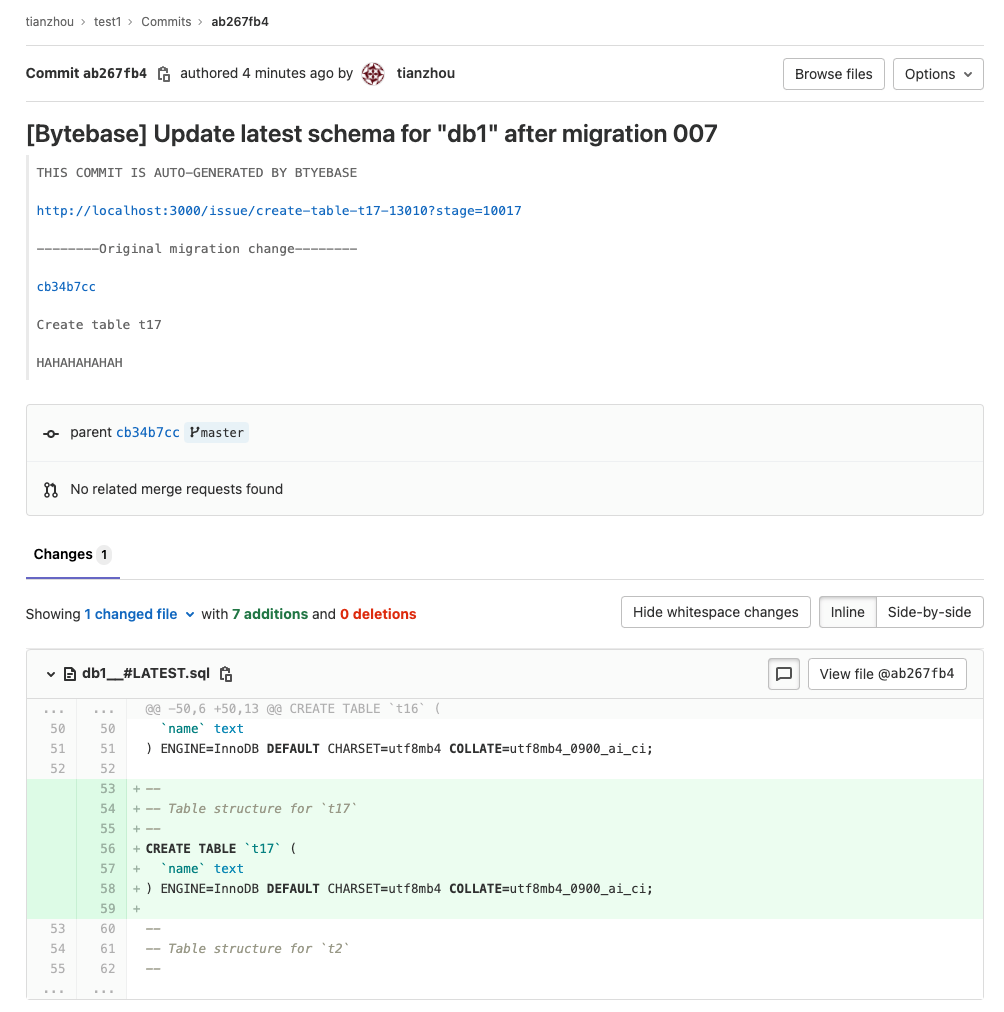 tianzhou > test1 > Commits > ab267fb4
Commit ab267fb4 authored 4 minutes ago by tianzhou
Browse files
Options
[Bytebase] Update latest schema for "db1" after migration 007
THIS COMMIT IS AUTO-GENERATED BY BTYEBASE
http://localhost:3000/issue/create-table-t17-13010?stage=10017
--------Original migration change--------
cb34b7cc
Create table t17
HAHAHAHAHAH
parent cb34b7cc master
No related merge requests found
Changes 1
Showing 1 changed file with 7 additions and 0 deletions
Hide whitespace changes
Inline
Side-by-side
db1__#LATEST.sql
View file @ab267fb4
... ... @@ -50,6 +50,13 @@ CREATE TABLE `t16` (
50 50 `name` text
51 51 ) ENGINE=InnoDB DEFAULT CHARSET=utf8mb4 COLLATE=utf8mb4_0900_ai_ci;
52 52
53 + --
54 + -- Table structure for `t17`
55 + --
56 + CREATE TABLE `t17` (
57 + `name` text
58 + ) ENGINE=InnoDB DEFAULT CHARSET=utf8mb4 COLLATE=utf8mb4_0900_ai_ci;
59 +
53 60 --
54 61 -- Table structure for `t2`
55 62 --
... ...